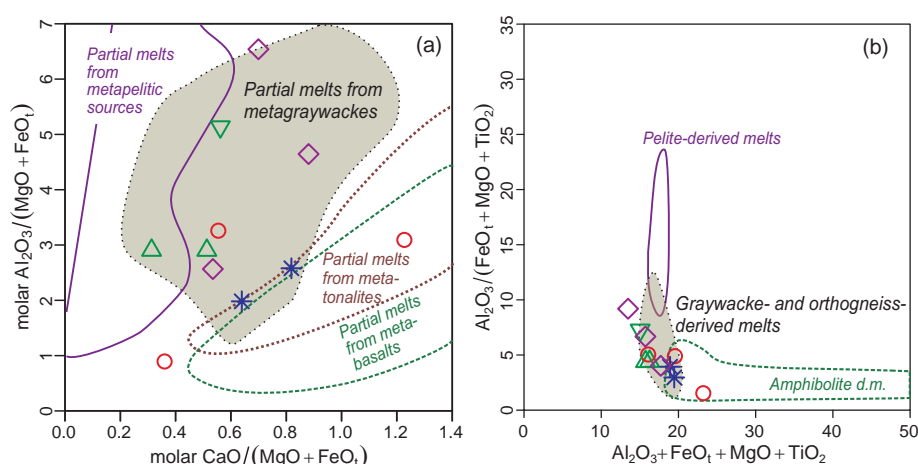 (a)
Partial melts
from
metapelitic
sources
Partial melts from
metagraywackes
Partial melts
from meta-
tonalites
Partial melts
from meta-
basalts
molar Al₂O₃/(MgO + FeOₜ)
0
1
2
3
4
5
6
7
0.0
0.2
0.4
0.6
0.8
1.0
1.2
1.4
molar CaO/(MgO + FeOₜ)
(b)
Pelite-derived melts
Graywacke- and orthogneiss-
derived melts
Amphibolite d.m.
Al₂O₃/(FeOₜ + MgO + TiO₂)
0
5
10
15
20
25
30
35
0
10
20
30
40
50
Al₂O₃+ FeOₜ + MgO + TiO₂